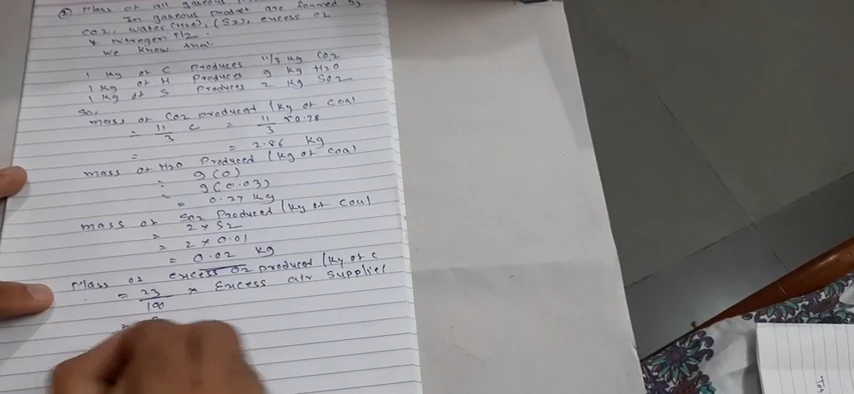 Mass of all gaseous
In gaseous product are formed by
CO2, water (H2O), (S2), excess O2
& nitrogen
we know that
1 kg of C Produces 11/3 kg CO2
1 kg of H Produces 9 kg H2O
1 kg of S Produces 2 kg SO2
So,
mass of CO2 produced (kg of coal
= 11/3 C = 11/3 x0.78
= 2.86 kg
mass of H2O Produced (kg of coal
= 9(0)
= 9(0.03)
= 0.27 kg
mass of SO2 Produced (kg of coal
= 2 x S2
= 2 x 0.01
= 0.02 kg
Mass of excess O2 produced (kg of c
= 23/100 x Excess air supplied
=